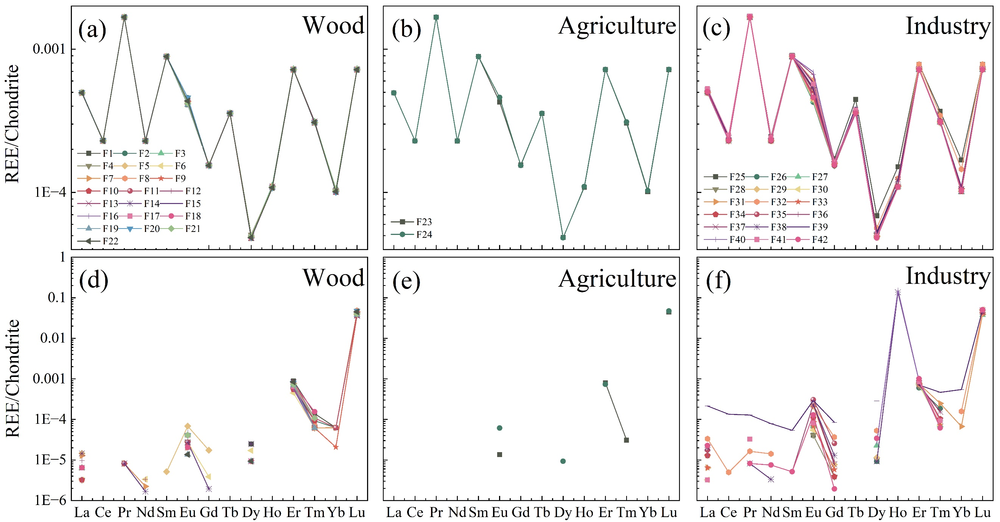 (a) Wood
(b) Agriculture
(c) Industry
REE/Chondrite
0.001
1E−4
F1 F2 F3
F4 F5 F6
F7 F8 F9
F10 F11 F12
F13 F14 F15
F16 F17 F18
F19 F20 F21
F22
F23
F24
F25 F26 F27
F28 F29 F30
F31 F32 F33
F34 F35 F36
F37 F38 F39
F40 F41 F42
(d) Wood
(e) Agriculture
(f) Industry
REE/Chondrite
1
0.1
0.01
0.001
1E−4
1E−5
1E−6
La Ce Pr Nd Sm Eu Gd Tb Dy Ho Er Tm Yb Lu
La Ce Pr Nd Sm Eu Gd Tb Dy Ho Er Tm Yb Lu
La Ce Pr Nd Sm Eu Gd Tb Dy Ho Er Tm Yb Lu